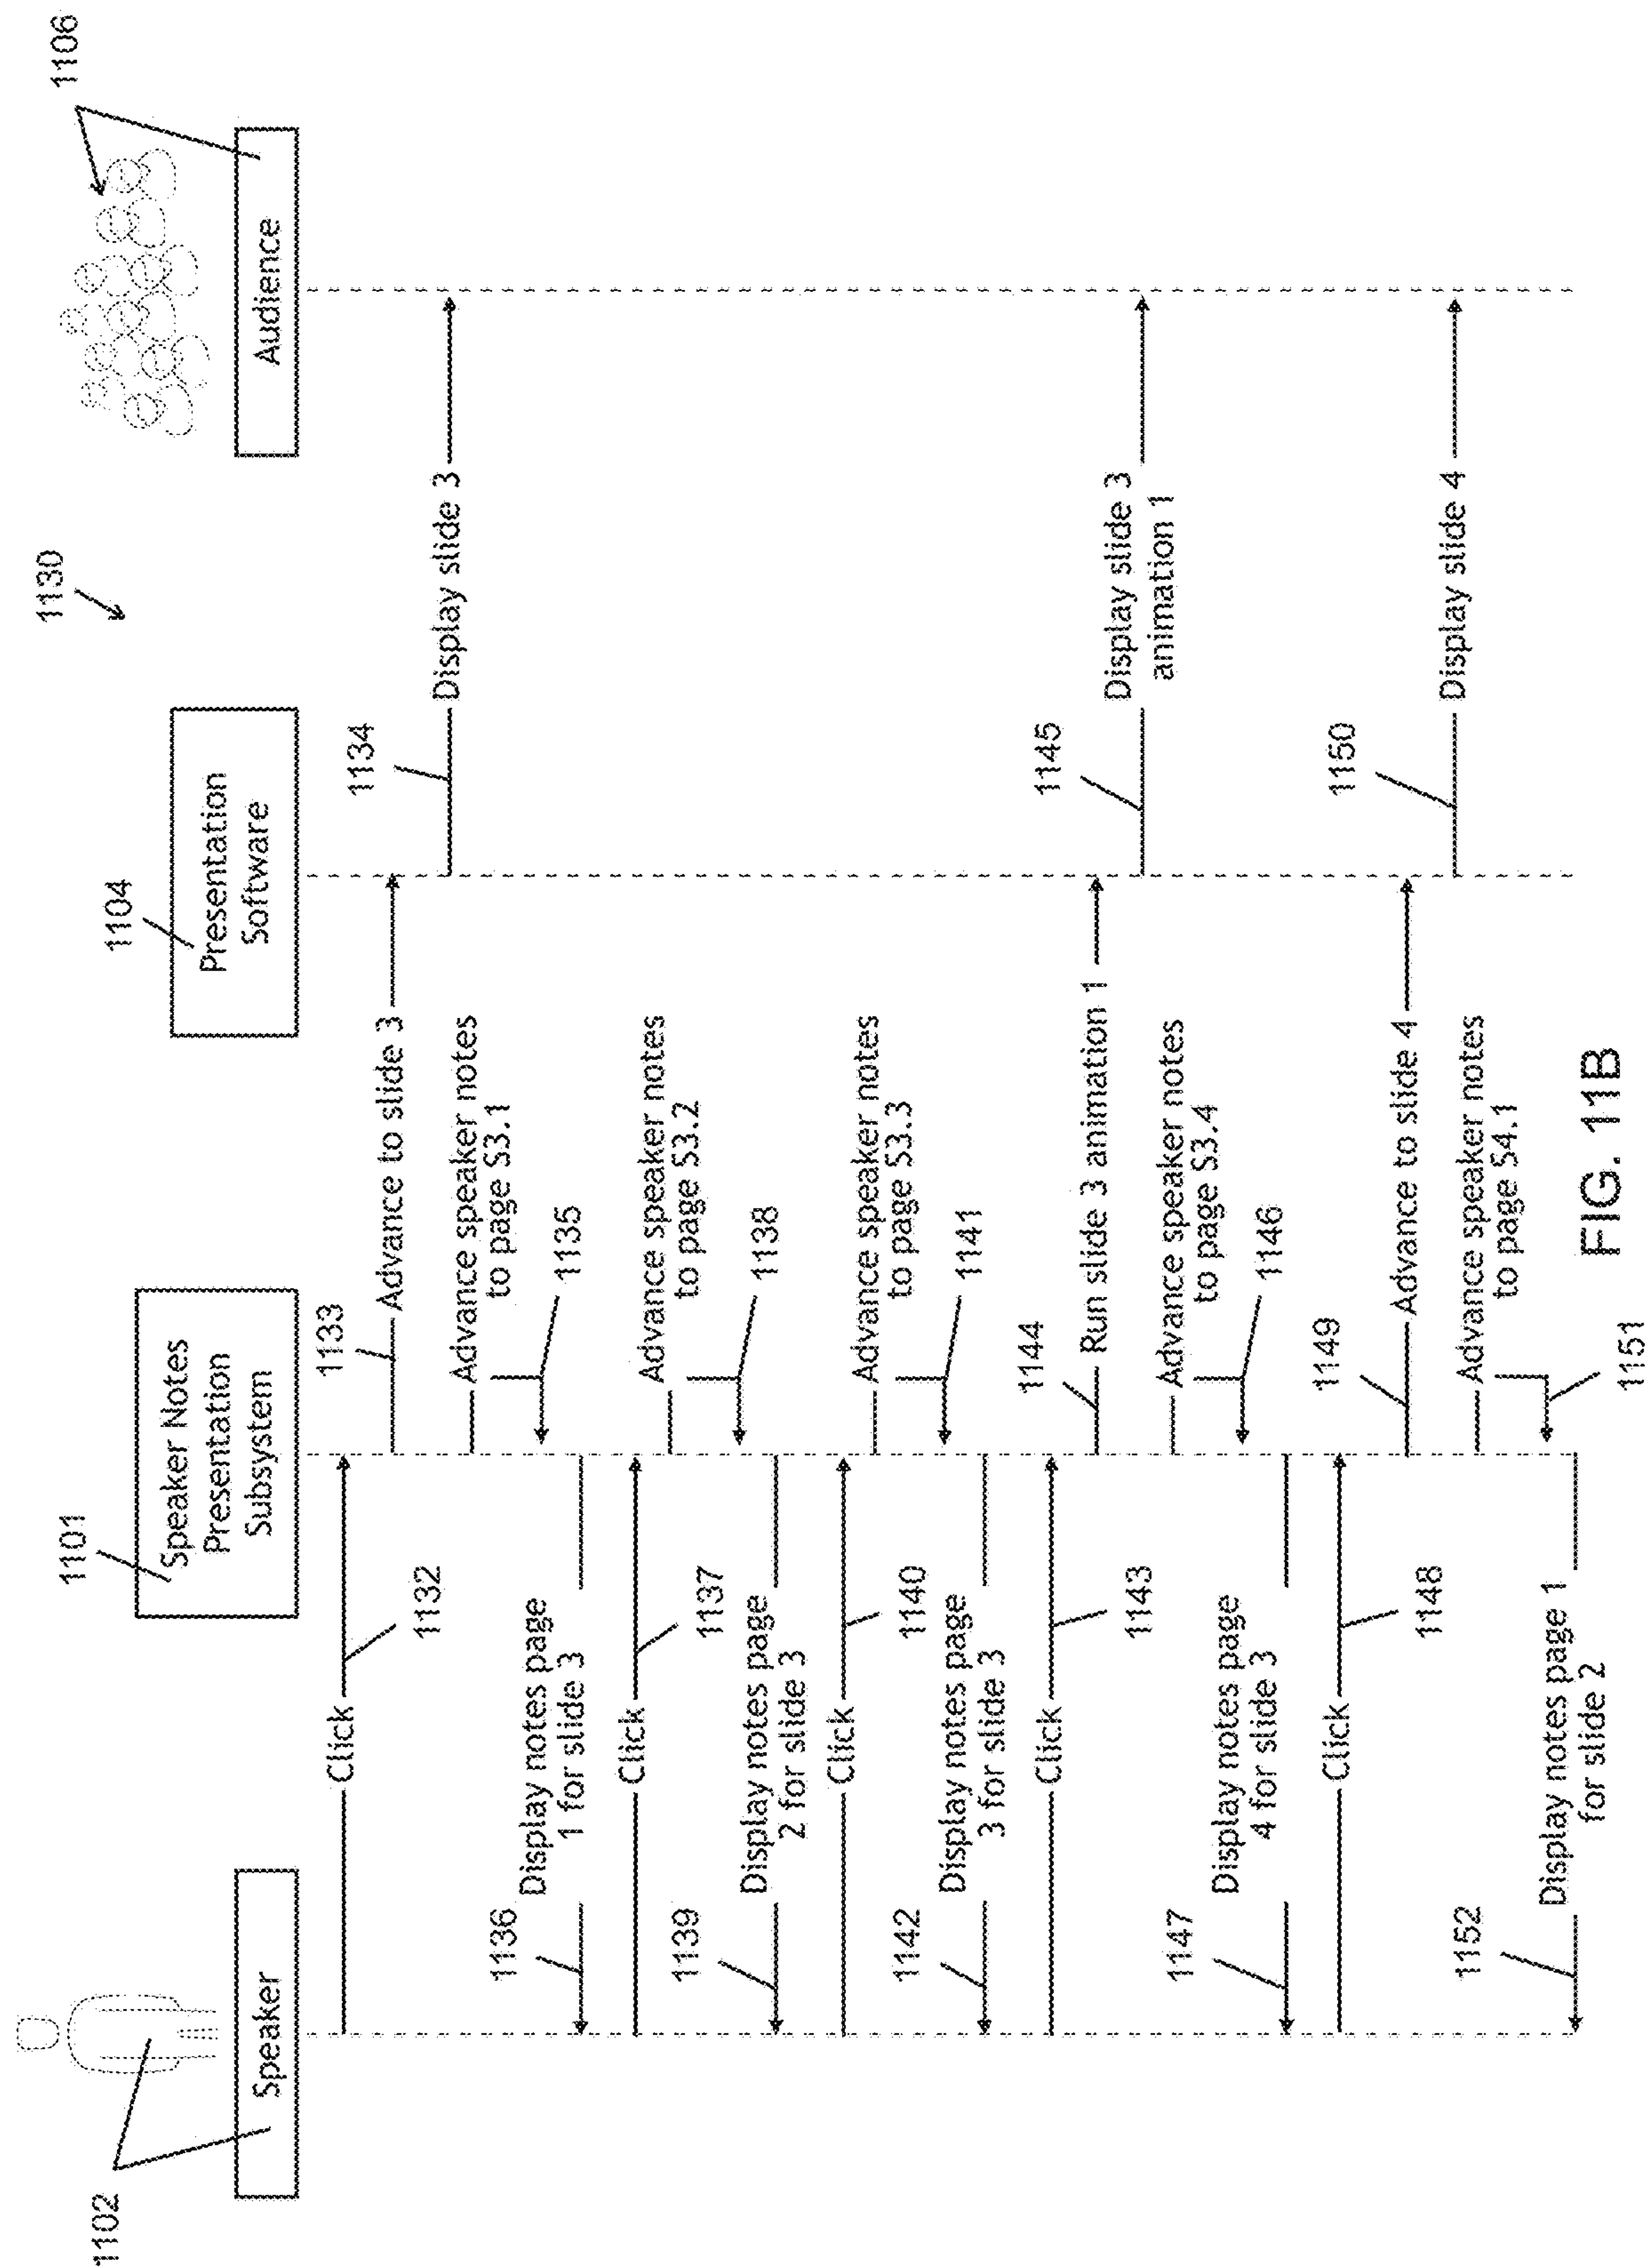 1130
1102
1101
1104
1106
Speaker
Speaker Notes
Presentation
Subsystem
Presentation
Software
Audience
Click
1132
1133
Advance to slide 3
1134
Display slide 3
Advance speaker notes
to page S3.1
1135
1136
Display notes page
1 for slide 3
Click
1137
Advance speaker notes
to page S3.2
1138
1139
Display notes page
2 for slide 3
Click
1140
Advance speaker notes
to page S3.3
1141
1142
Display notes page
3 for slide 3
Click
1143
1144
Run slide 3 animation 1
1145
Display slide 3
animation 1
Advance speaker notes
to page S3.4
1146
1147
Display notes page
4 for slide 3
Click
1148
1149
Advance to slide 4
1150
Display slide 4
Advance speaker notes
to page S4.1
1151
1152
Display notes page 1
for slide 2
FIG. 11B